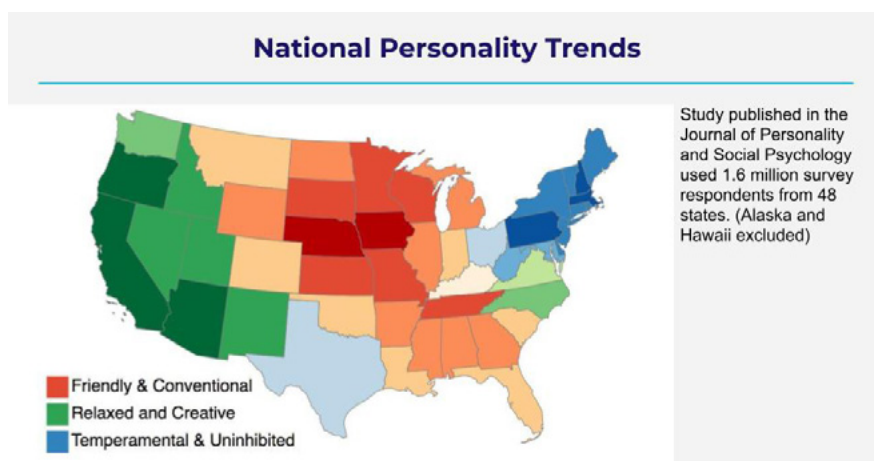 National Personality Trends
Study published in the
Journal of Personality
and Social Psychology
used 1.6 million survey
respondents from 48
states. (Alaska and
Hawaii excluded)
Friendly & Conventional
Relaxed and Creative
Temperamental & Uninhibited